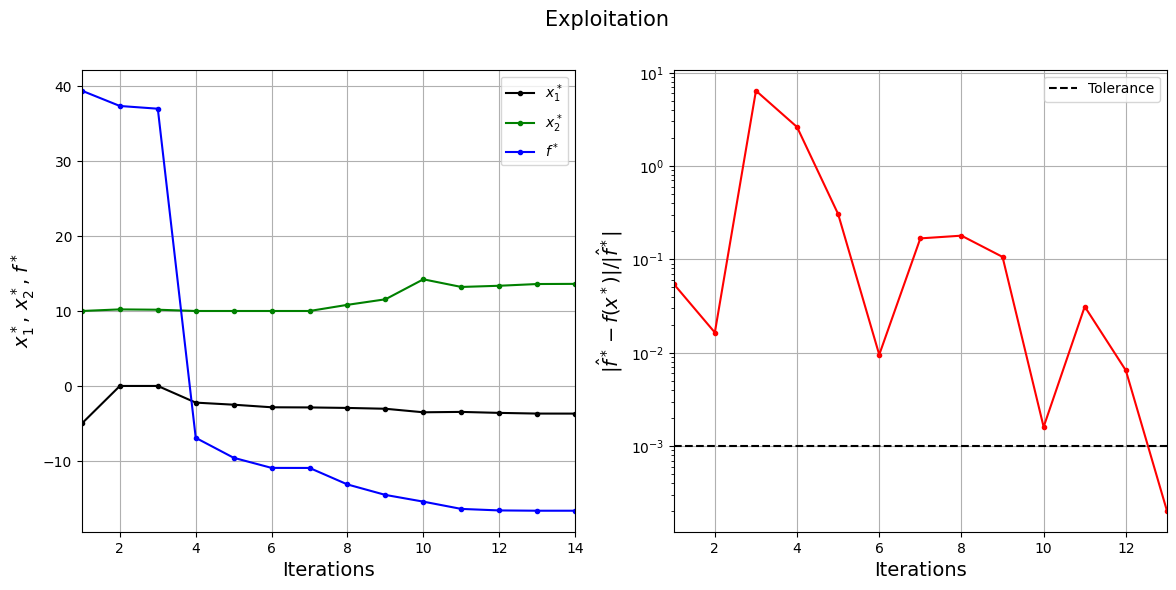 Exploitation
x₁*, x₂*, f*
40
30
20
10
0
−10
2 4 6 8 10 12 14
Iterations
x₁*
x₂*
f*
|f̂* − f(x*)|/|f̂*|
10¹
10⁰
10⁻¹
10⁻²
10⁻³
2 4 6 8 10 12
Iterations
Tolerance